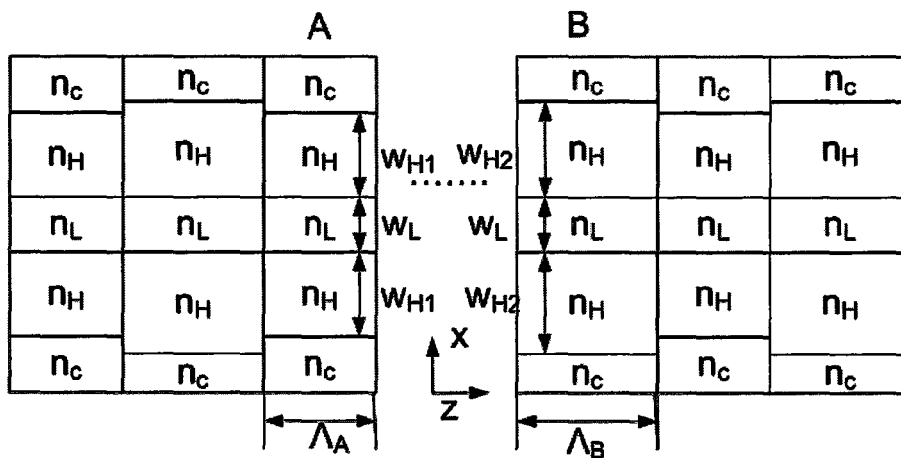 A B
n_c n_c n_c n_c n_c n_c
n_H n_H n_H w_H1 w_H2 n_H n_H n_H
n_L n_L n_L w_L w_L n_L n_L n_L
n_H n_H n_H w_H1 w_H2 n_H n_H n_H
x
n_c n_c n_c n_c n_c n_c
z
Λ_A Λ_B